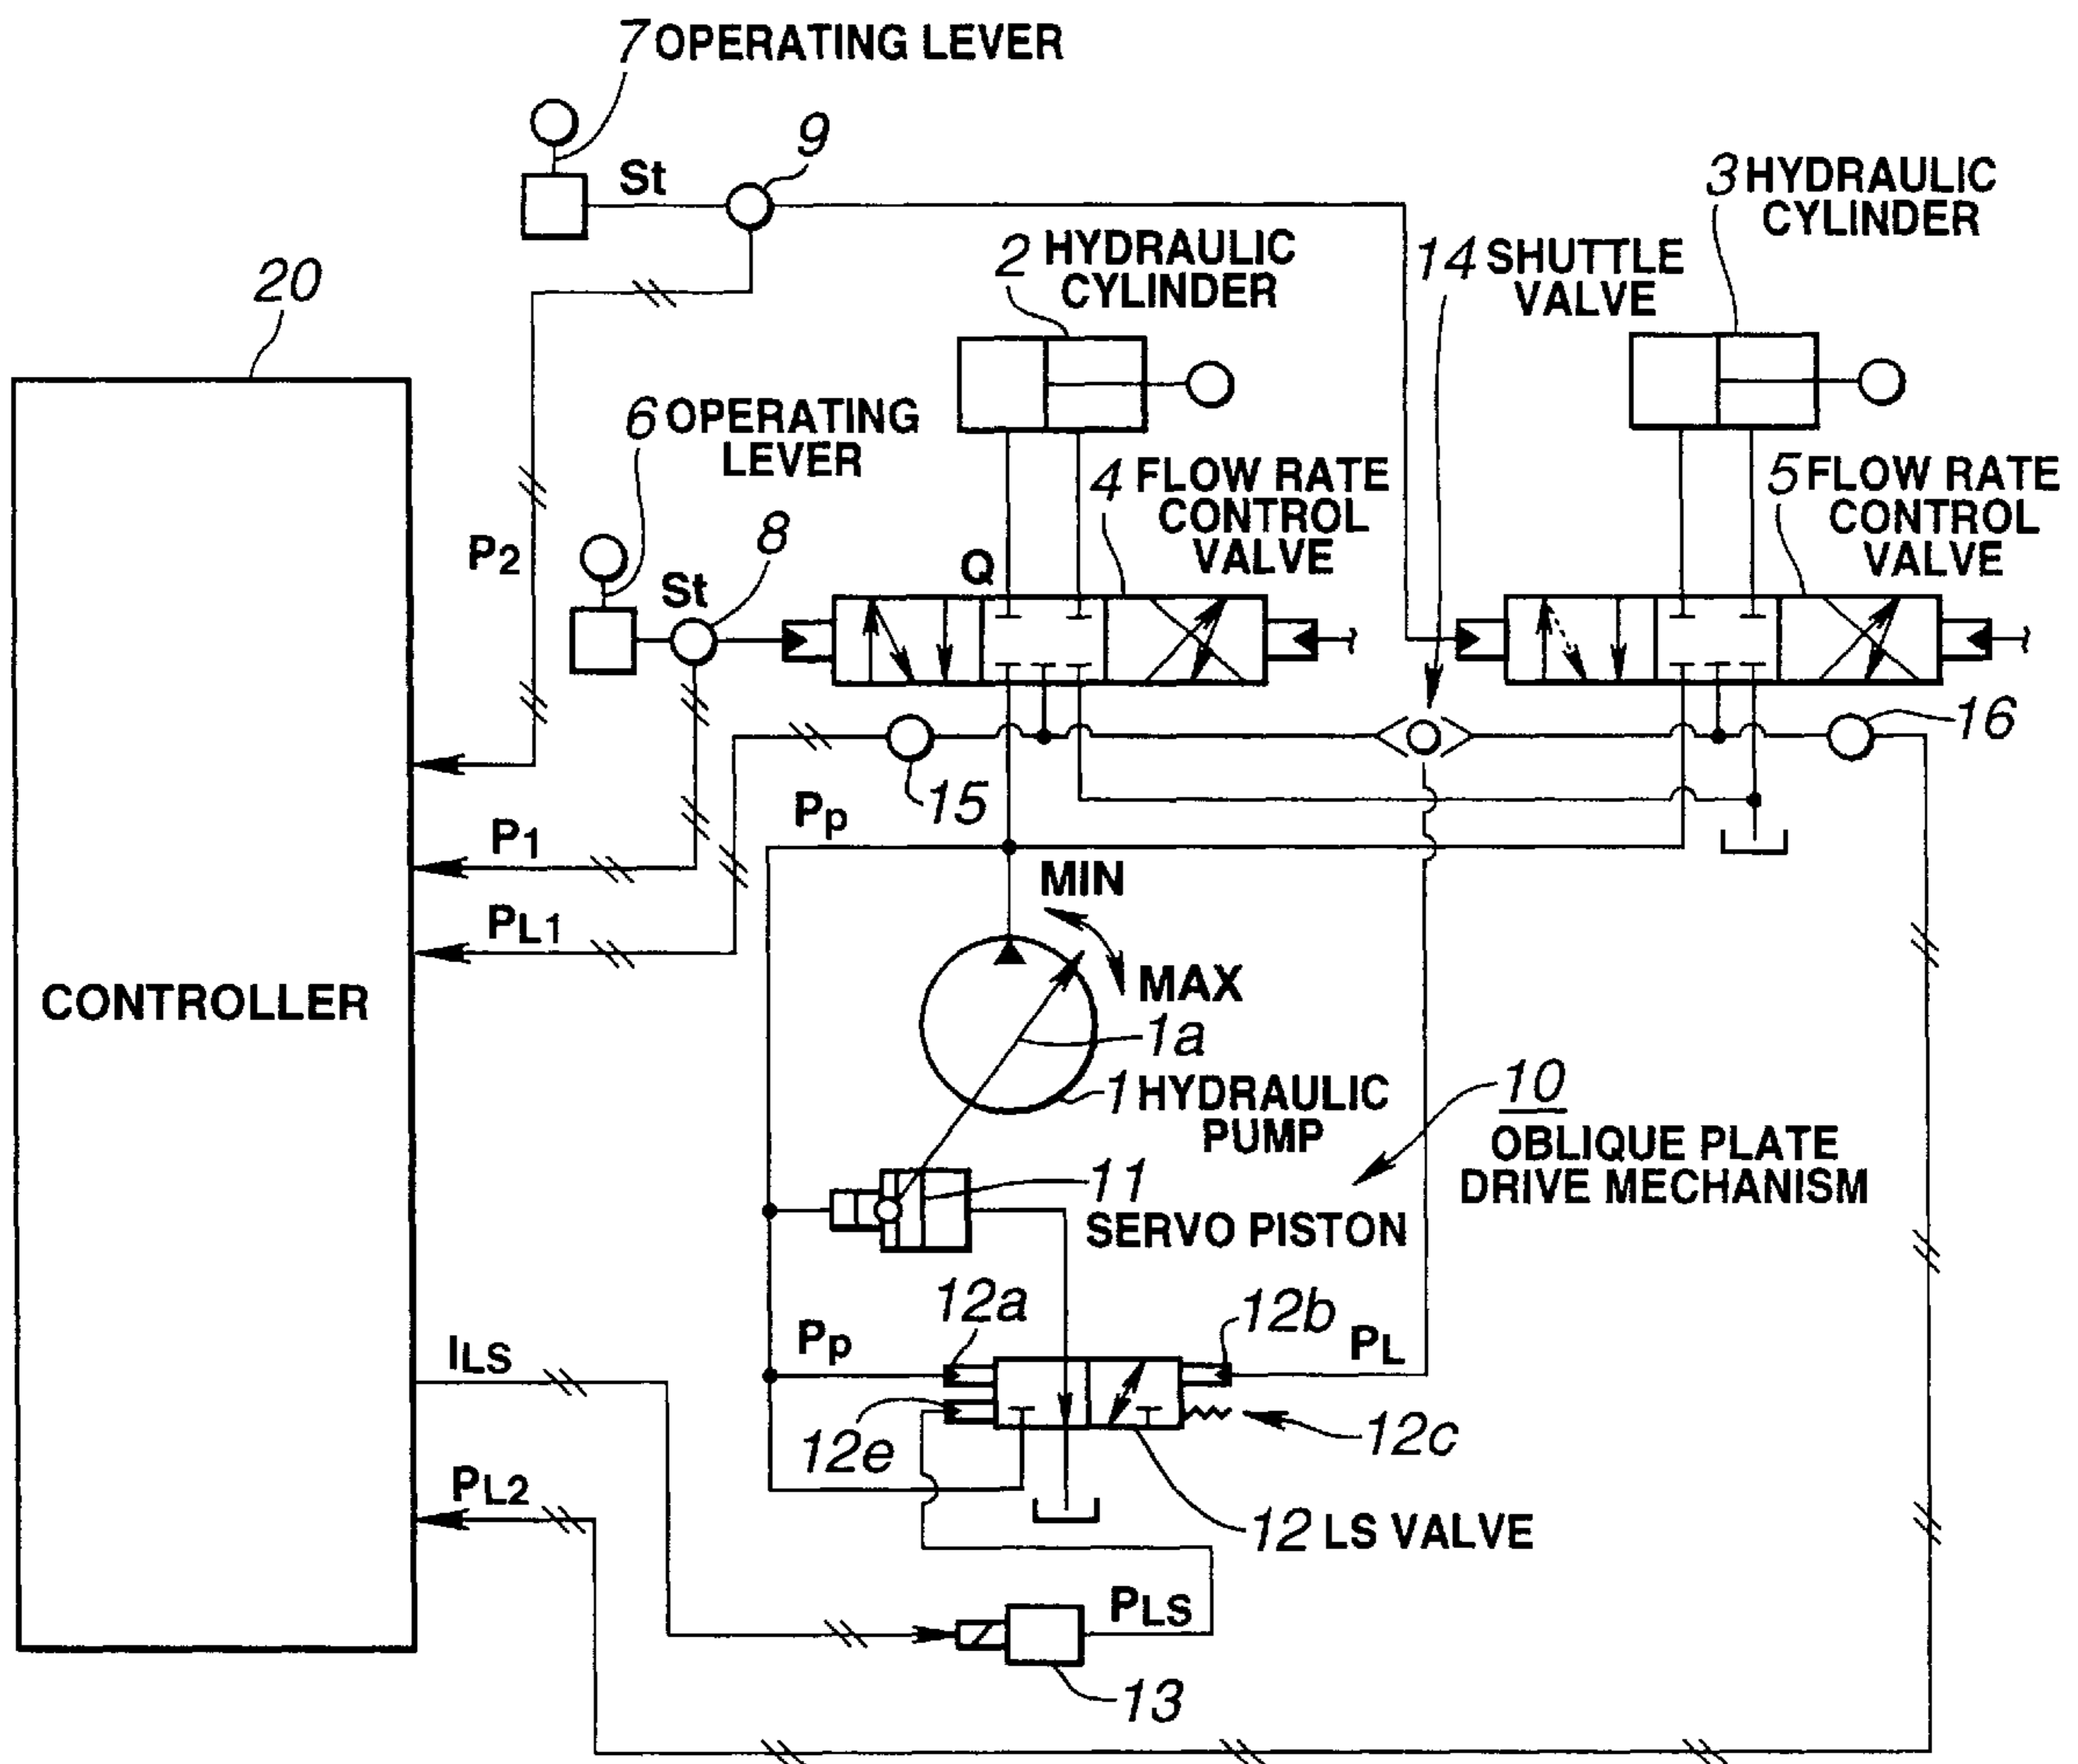 7 OPERATING LEVER
9
St
3 HYDRAULIC
CYLINDER
2 HYDRAULIC
CYLINDER
14 SHUTTLE
VALVE
20
6 OPERATING
LEVER
4 FLOW RATE
CONTROL
VALVE
5 FLOW RATE
CONTROL
VALVE
8
P2
Q
St
16
15
Pp
P1
MIN
PL1
MAX
CONTROLLER
1a
1 HYDRAULIC
PUMP
10
OBLIQUE PLATE
DRIVE MECHANISM
11
SERVO PISTON
12a
12b
Pp
PL
ILS
12e
12c
PL2
12 LS VALVE
PLS
13